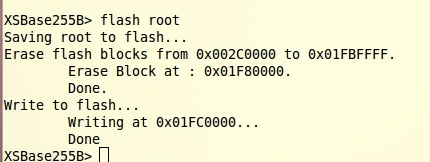 XSBase255B> flash root
Saving root to flash...
Erase flash blocks from 0x002C0000 to 0x01FBFFFF.
        Erase Block at : 0x01F80000.
        Done.
Write to flash...
        Writing at 0x01FC0000...
        Done
XSBase255B>